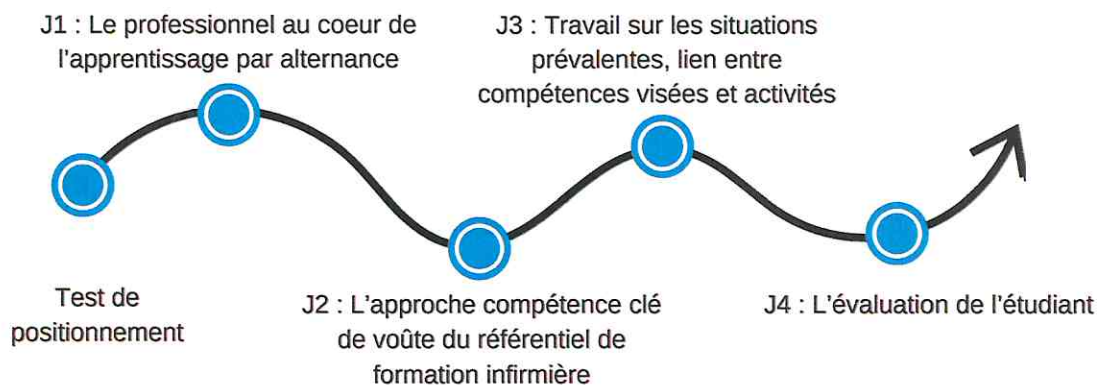 J1 : Le professionnel au coeur de
l'apprentissage par alternance
J3 : Travail sur les situations
prévalentes, lien entre
compétences visées et activités
Test de
positionnement
J2 : L'approche compétence clé
de voûte du référentiel de
formation infirmière
J4 : L'évaluation de l'étudiant